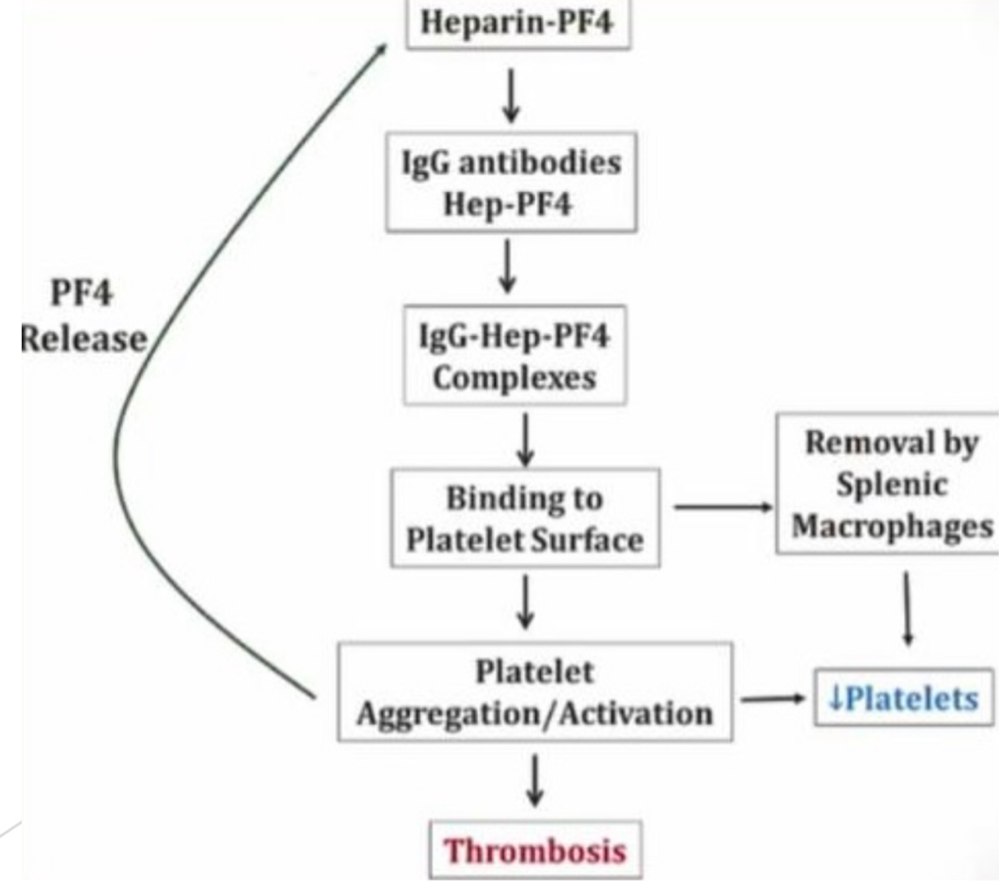 Heparin-PF4
IgG antibodies
Hep-PF4
PF4
Release
IgG-Hep-PF4
Complexes
Binding to
Platelet Surface
Removal by
Splenic
Macrophages
Platelet
Aggregation/Activation
↓Platelets
Thrombosis